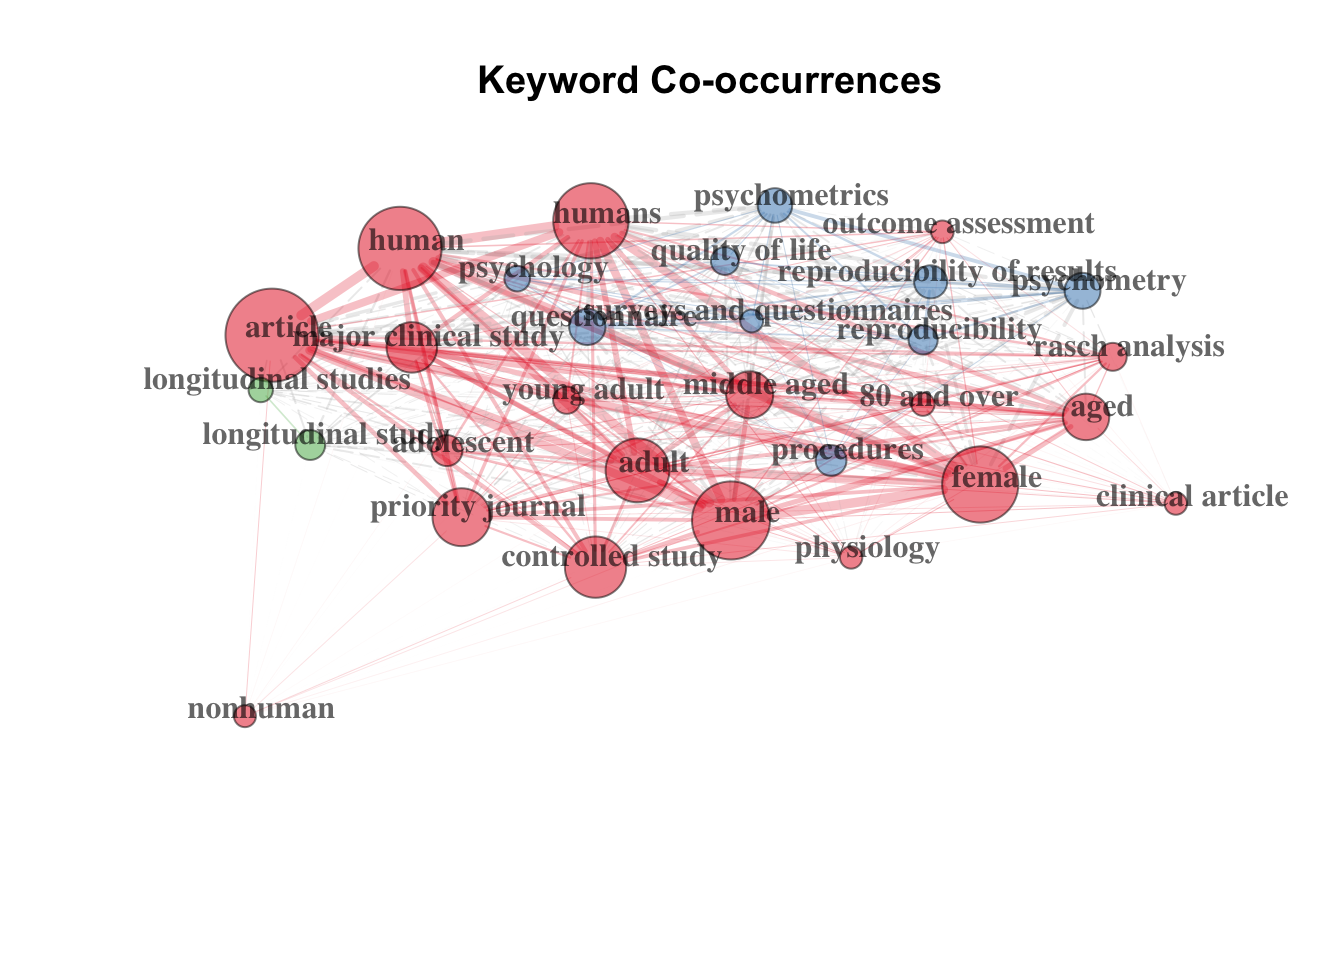 Keyword Co-occurrences
psychometrics
humans
outcome assessment
human
quality of life
psychology
reproducibility of results
psychometry
surveys and questionnaires
questionnaire
article
major clinical study
reproducibility
rasch analysis
longitudinal studies
young adult
middle aged
80 and over
aged
longitudinal study
adolescent
procedures
adult
female
clinical article
priority journal
male
controlled study
physiology
nonhuman